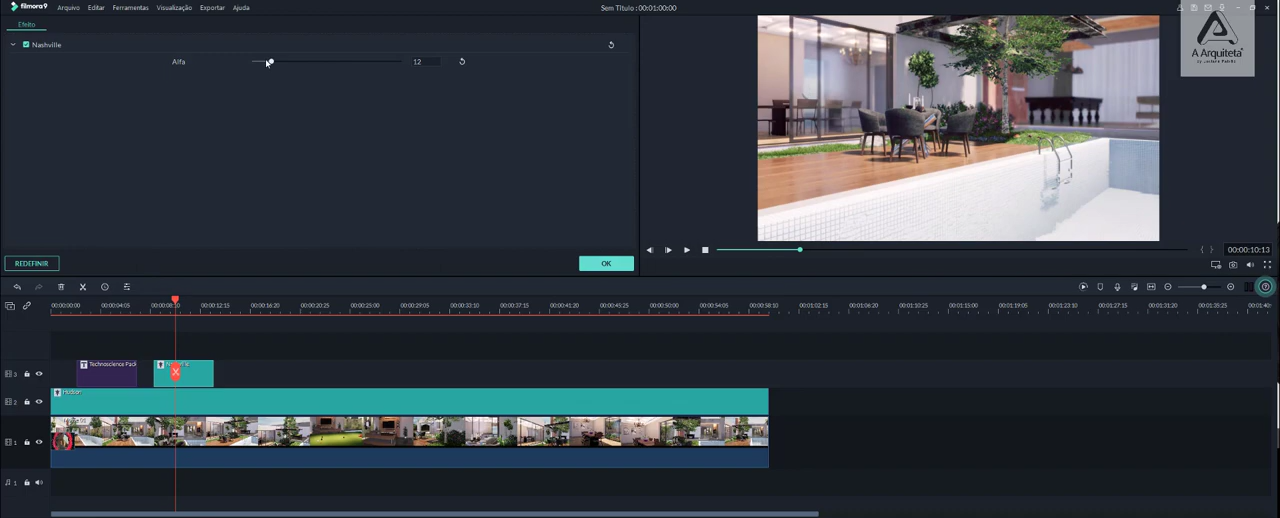 filmora9 Arquivo Editar Ferramentas Visualização Exportar Ajuda Sem Título : 00:01:00:00
Efeito
Nashville
Alfa 12
A Arquiteta
REDEFINIR OK
00:00:10:13
00:00:00:00 00:00:04:05 00:00:08:10 00:00:12:15 00:00:16:20 00:00:20:25 00:00:25:00 00:00:29:05 00:00:33:10 00:00:37:15 00:00:41:20 00:00:45:25 00:00:50:00 00:00:54:05 00:00:58:10 00:01:02:15 00:01:06:20 00:01:10:25 00:01:15:00 00:01:19:05 00:01:23:10 00:01:27:15 00:01:31:20 00:01:35:25 00:01:40:
3 Technoscience Pack
2 Hudson
1
1